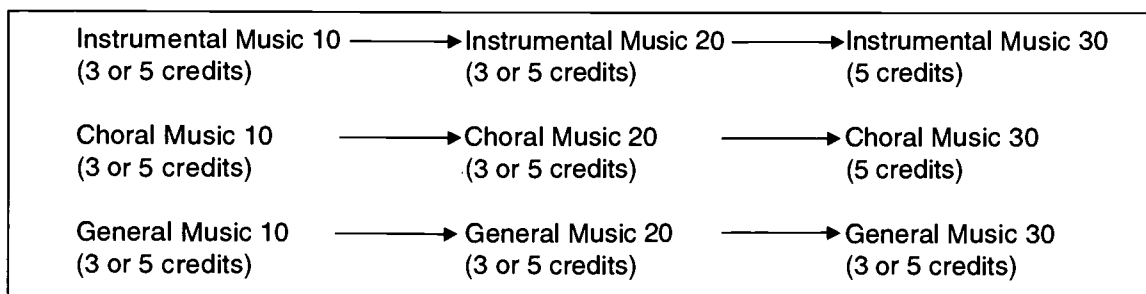 Instrumental Music 10 Instrumental Music 20 Instrumental Music 30
(3 or 5 credits) (3 or 5 credits) (5 credits)
Choral Music 10 Choral Music 20 Choral Music 30
(3 or 5 credits) (3 or 5 credits) (5 credits)
General Music 10 General Music 20 General Music 30
(3 or 5 credits) (3 or 5 credits) (3 or 5 credits)